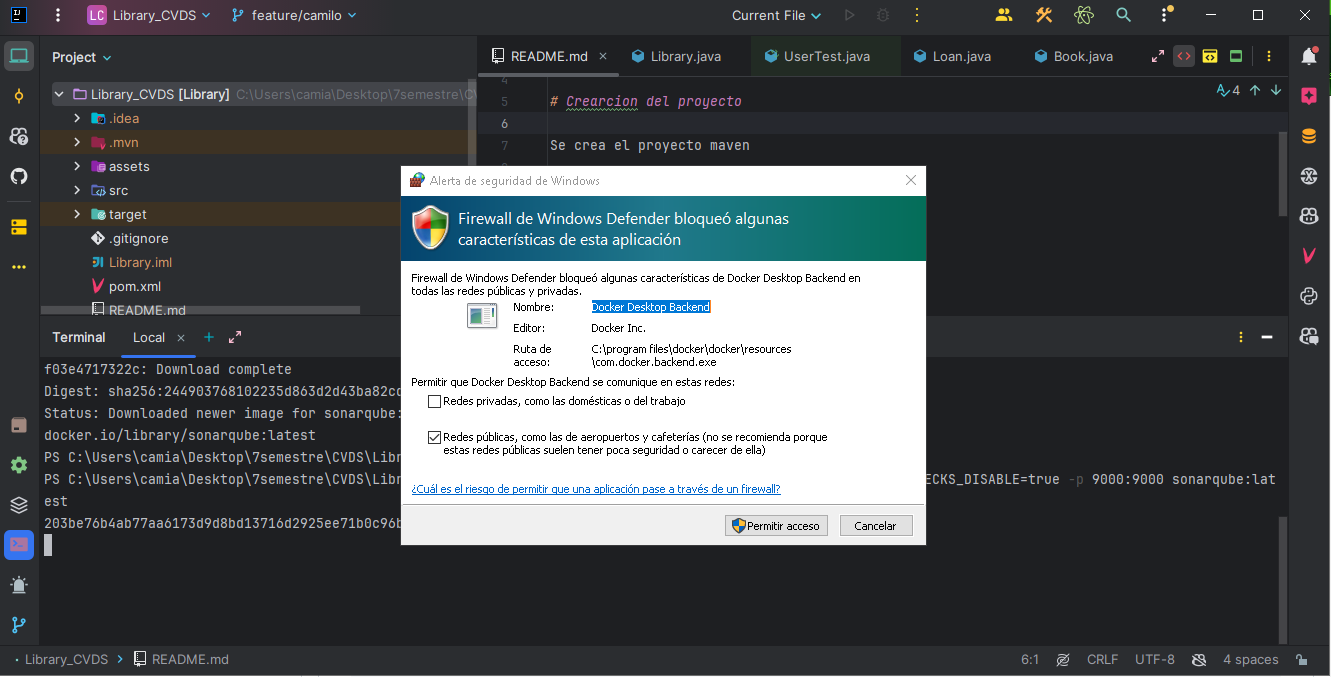 LC Library_CVDS feature/camilo Current File
Project
README.md Library.java UserTest.java Loan.java Book.java
Library_CVDS [Library] C:\Users\camia\Desktop\7semestre\CV
.idea
.mvn
assets
src
target
.gitignore
Library.iml
pom.xml
README.md
4
5 # Crearcion del proyecto
6
7 Se crea el proyecto maven
4
Alerta de seguridad de Windows
Firewall de Windows Defender bloqueó algunas
características de esta aplicación
Firewall de Windows Defender bloqueó algunas características de Docker Desktop Backend en
todas las redes públicas y privadas.
Nombre: Docker Desktop Backend
Editor: Docker Inc.
Ruta de C:\program files\docker\docker\resources
acceso: \com.docker.backend.exe
Permitir que Docker Desktop Backend se comunique en estas redes:
Redes privadas, como las domésticas o del trabajo
Redes públicas, como las de aeropuertos y cafeterías (no se recomienda porque
estas redes públicas suelen tener poca seguridad o carecer de ella)
¿Cuál es el riesgo de permitir que una aplicación pase a través de un firewall?
Permitir acceso Cancelar
Terminal Local
f03e4717322c: Download complete
Digest: sha256:244903768102235d863d2d43ba82cc
Status: Downloaded newer image for sonarqube:
docker.io/library/sonarqube:latest
PS C:\Users\camia\Desktop\7semestre\CVDS\Libr
PS C:\Users\camia\Desktop\7semestre\CVDS\Libr ECKS_DISABLE=true -p 9000:9000 sonarqube:lat
est
203be76b4ab77aa6173d9d8bd13716d2925ee71b0c96b
Library_CVDS README.md 6:1 CRLF UTF-8 4 spaces